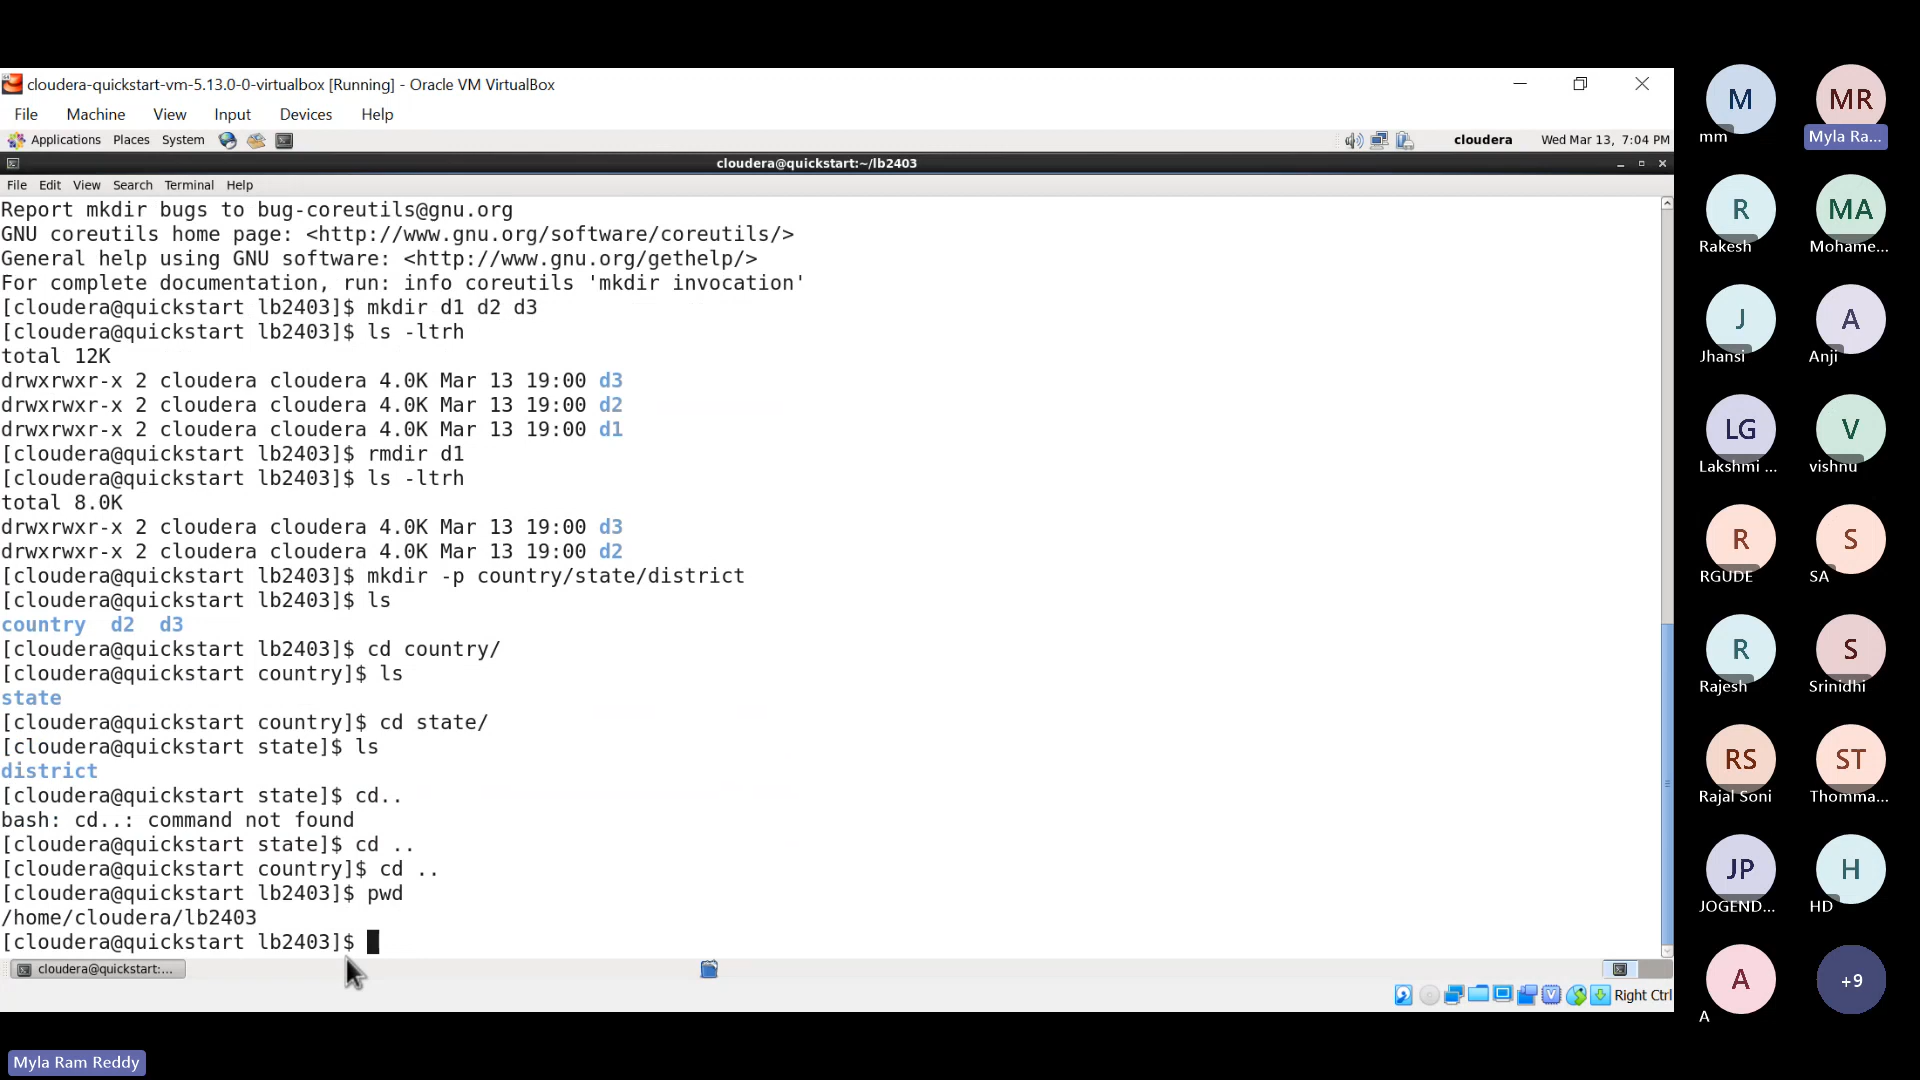 cloudera-quickstart-vm-5.13.0-0-virtualbox [Running] - Oracle VM VirtualBox
File Machine View Input Devices Help
Applications Places System cloudera Wed Mar 13, 7:04 PM
cloudera@quickstart:~/lb2403
File Edit View Search Terminal Help
Report mkdir bugs to bug-coreutils@gnu.org
GNU coreutils home page: <http://www.gnu.org/software/coreutils/>
General help using GNU software: <http://www.gnu.org/gethelp/>
For complete documentation, run: info coreutils 'mkdir invocation'
[cloudera@quickstart lb2403]$ mkdir d1 d2 d3
[cloudera@quickstart lb2403]$ ls -ltrh
total 12K
drwxrwxr-x 2 cloudera cloudera 4.0K Mar 13 19:00 d3
drwxrwxr-x 2 cloudera cloudera 4.0K Mar 13 19:00 d2
drwxrwxr-x 2 cloudera cloudera 4.0K Mar 13 19:00 d1
[cloudera@quickstart lb2403]$ rmdir d1
[cloudera@quickstart lb2403]$ ls -ltrh
total 8.0K
drwxrwxr-x 2 cloudera cloudera 4.0K Mar 13 19:00 d3
drwxrwxr-x 2 cloudera cloudera 4.0K Mar 13 19:00 d2
[cloudera@quickstart lb2403]$ mkdir -p country/state/district
[cloudera@quickstart lb2403]$ ls
country d2 d3
[cloudera@quickstart lb2403]$ cd country/
[cloudera@quickstart country]$ ls
state
[cloudera@quickstart country]$ cd state/
[cloudera@quickstart state]$ ls
district
[cloudera@quickstart state]$ cd..
bash: cd..: command not found
[cloudera@quickstart state]$ cd ..
[cloudera@quickstart country]$ cd ..
[cloudera@quickstart lb2403]$ pwd
/home/cloudera/lb2403
[cloudera@quickstart lb2403]$
cloudera@quickstart:...
Right Ctrl
Myla Ram Reddy
M MR
mm Myla Ra...
R MA
Rakesh Mohame...
J A
Jhansi Anji
LG V
Lakshmi ... vishnu
R S
RGUDE SA
R S
Rajesh Srinidhi
RS ST
Rajal Soni Thomma...
JP H
JOGEND... HD
A +9
A